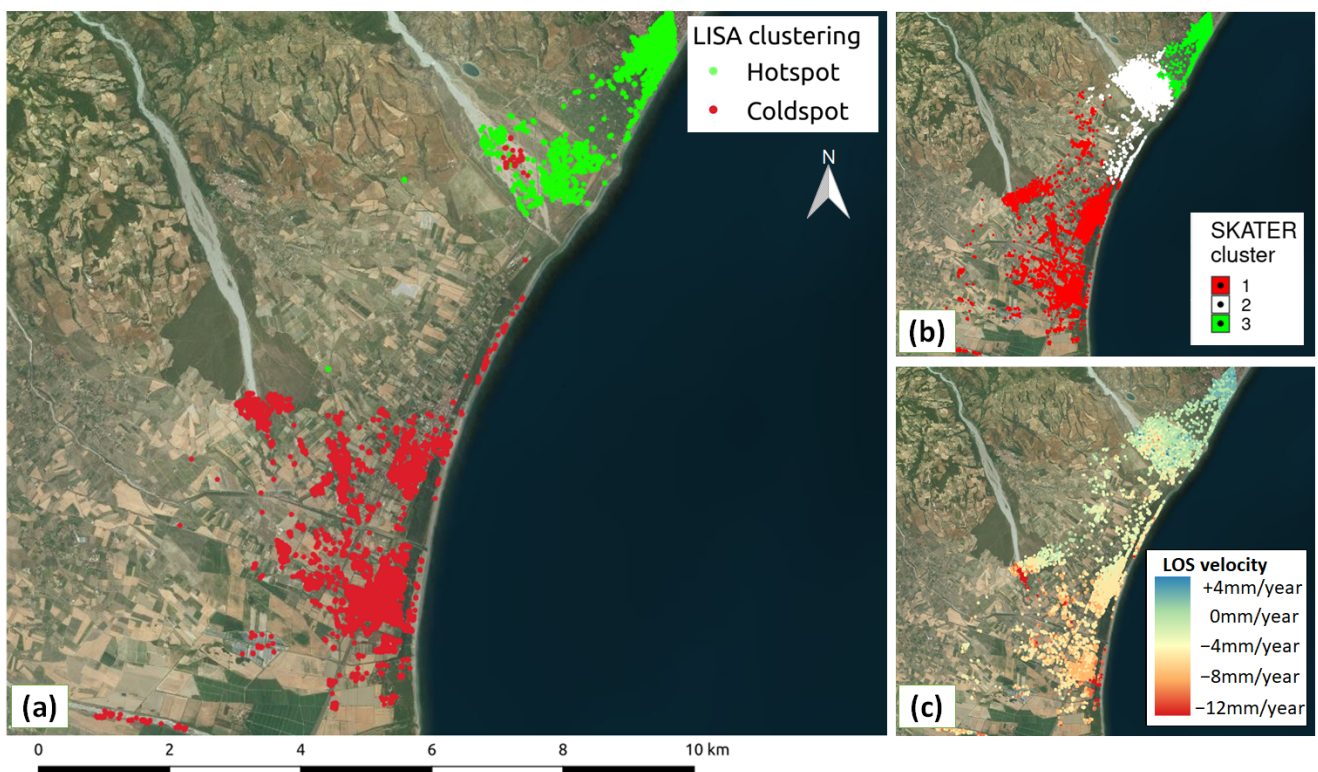 LISA clustering
Hotspot
Coldspot
N
(a)
0 2 4 6 8 10 km
SKATER
cluster
1
2
3
(b)
LOS velocity
+4mm/year
0mm/year
−4mm/year
−8mm/year
−12mm/year
(c)